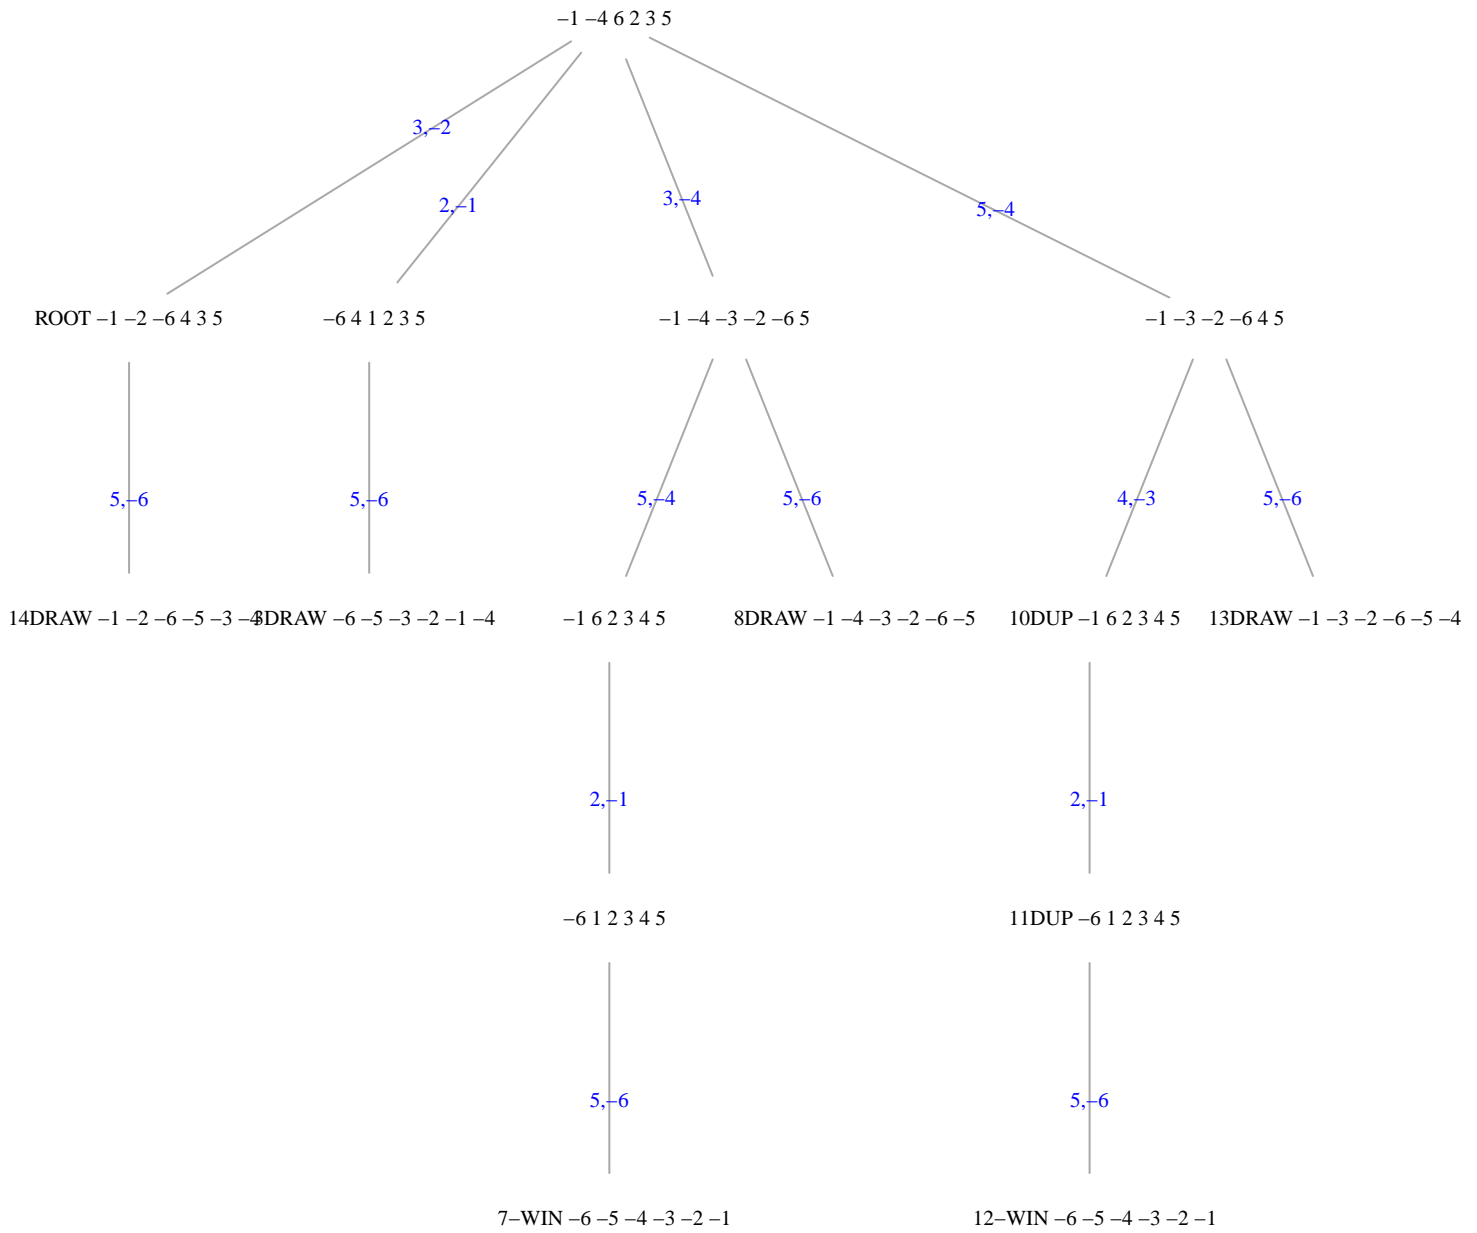 –1 –4 6 2 3 5
3,–2
2,–1
3,–4
5,–4
ROOT –1 –2 –6 4 3 5
–6 4 1 2 3 5
–1 –4 –3 –2 –6 5
–1 –3 –2 –6 4 5
5,–6
5,–6
5,–4
5,–6
4,–3
5,–6
14DRAW –1 –2 –6 –5 –3 –4
3DRAW –6 –5 –3 –2 –1 –4
–1 6 2 3 4 5
8DRAW –1 –4 –3 –2 –6 –5
10DUP –1 6 2 3 4 5
13DRAW –1 –3 –2 –6 –5 –4
2,–1
2,–1
–6 1 2 3 4 5
11DUP –6 1 2 3 4 5
5,–6
5,–6
7–WIN –6 –5 –4 –3 –2 –1
12–WIN –6 –5 –4 –3 –2 –1